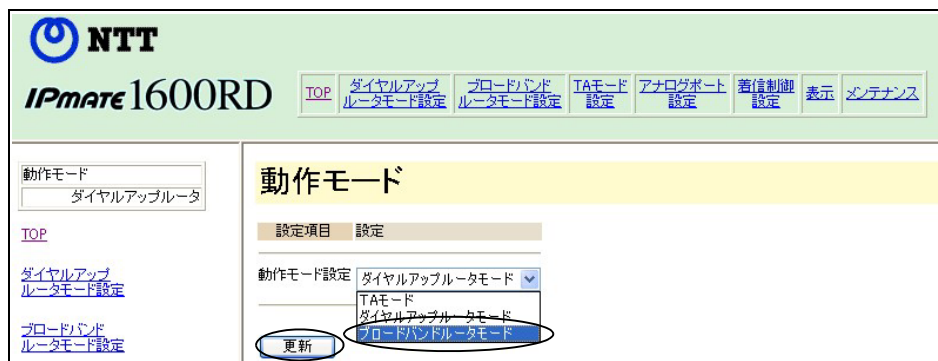 NTT
IPMATE1600RD
TOP
ダイヤルアップ
ルータモード設定
ブロードバンド
ルータモード設定
TAモード
設定
アナログポート
設定
着信制御
設定
表示
メンテナンス
動作モード
ダイヤルアップルータ
TOP
ダイヤルアップ
ルータモード設定
ブロードバンド
ルータモード設定
動作モード
設定項目 設定
動作モード設定 ダイヤルアップルータモード
TAモード
ダイヤルアップルータモード
ブロードバンドルータモード
更新